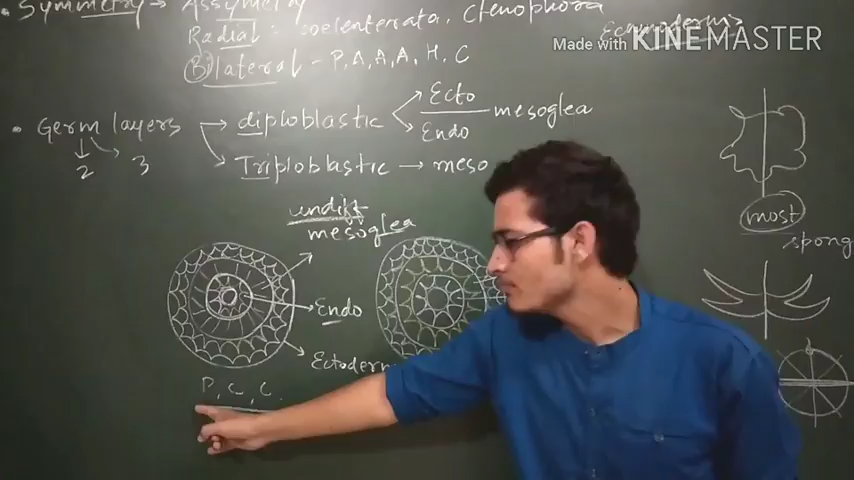 • Symmetry → Assymetry
Radial : Coelenterata, Ctenophora
Echinoderms
Made with KINEMASTER
Bilateral - P, A, A, A, H, C
• Germ layers → diploblastic
Ecto
Endo
mesoglea
2 3
Triploblastic → meso
undiff
mesoglea
Endo
Ectoderm
P, C, C.
most
spong